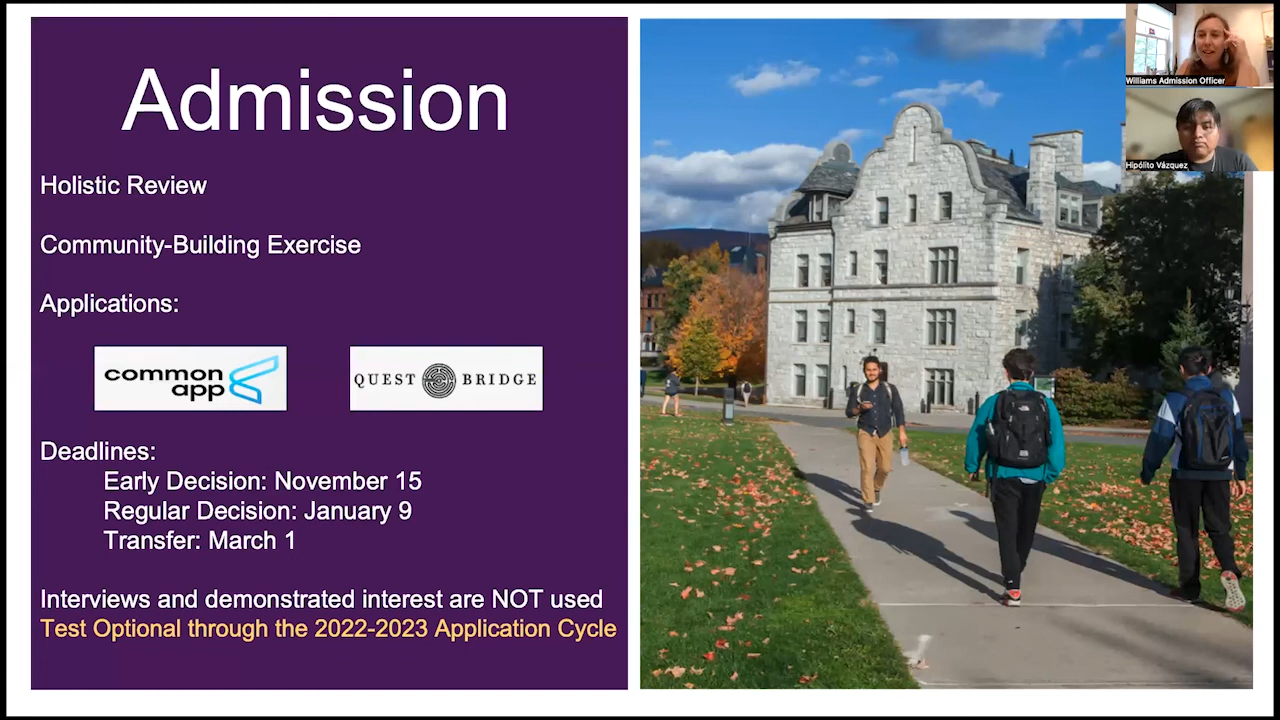 Admission
Holistic Review
Community-Building Exercise
Applications:
common app
QUEST BRIDGE
Deadlines:
Early Decision: November 15
Regular Decision: January 9
Transfer: March 1
Interviews and demonstrated interest are NOT used
Test Optional through the 2022-2023 Application Cycle
Williams Admission Officer
Hipólito Vázquez